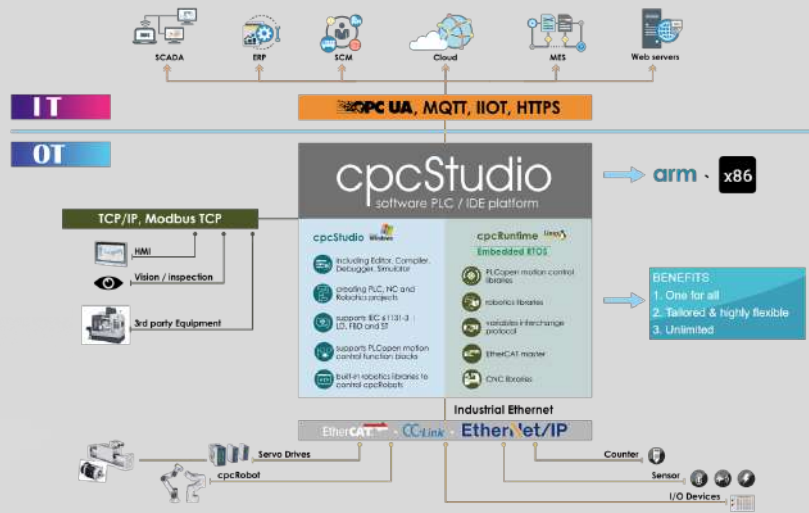 SCADA
ERP
SCM
Cloud
MES
Web servers
IT
OPC UA, MQTT, IIOT, HTTPS
OT
cpcStudio
software PLC / IDE platform
arm、x86
TCP/IP, Modbus TCP
HMI
Vision / inspection
3rd party Equipment
cpcStudio Windows
including Editor, Compiler,
Debugger, Simulator
creating PLC, NC and
Robotics projects
supports IEC 61131-3 :
LD, FBD and ST
supports PLCopen motion
control function blocks
built-in robotics libraries to
control cpcRobots
cpcRuntime Linux
Embedded RTOS
PLCopen motion control
libraries
robotics libraries
variables interchange
protocol
EtherCAT master
CNC libraries
BENEFITS
1. One for all
2. Tailored & highly flexible
3. Unlimited
Industrial Ethernet
EtherCAT · CC-Link · EtherNet/IP
Servo Drives
cpcRobot
Counter
Sensor
I/O Devices